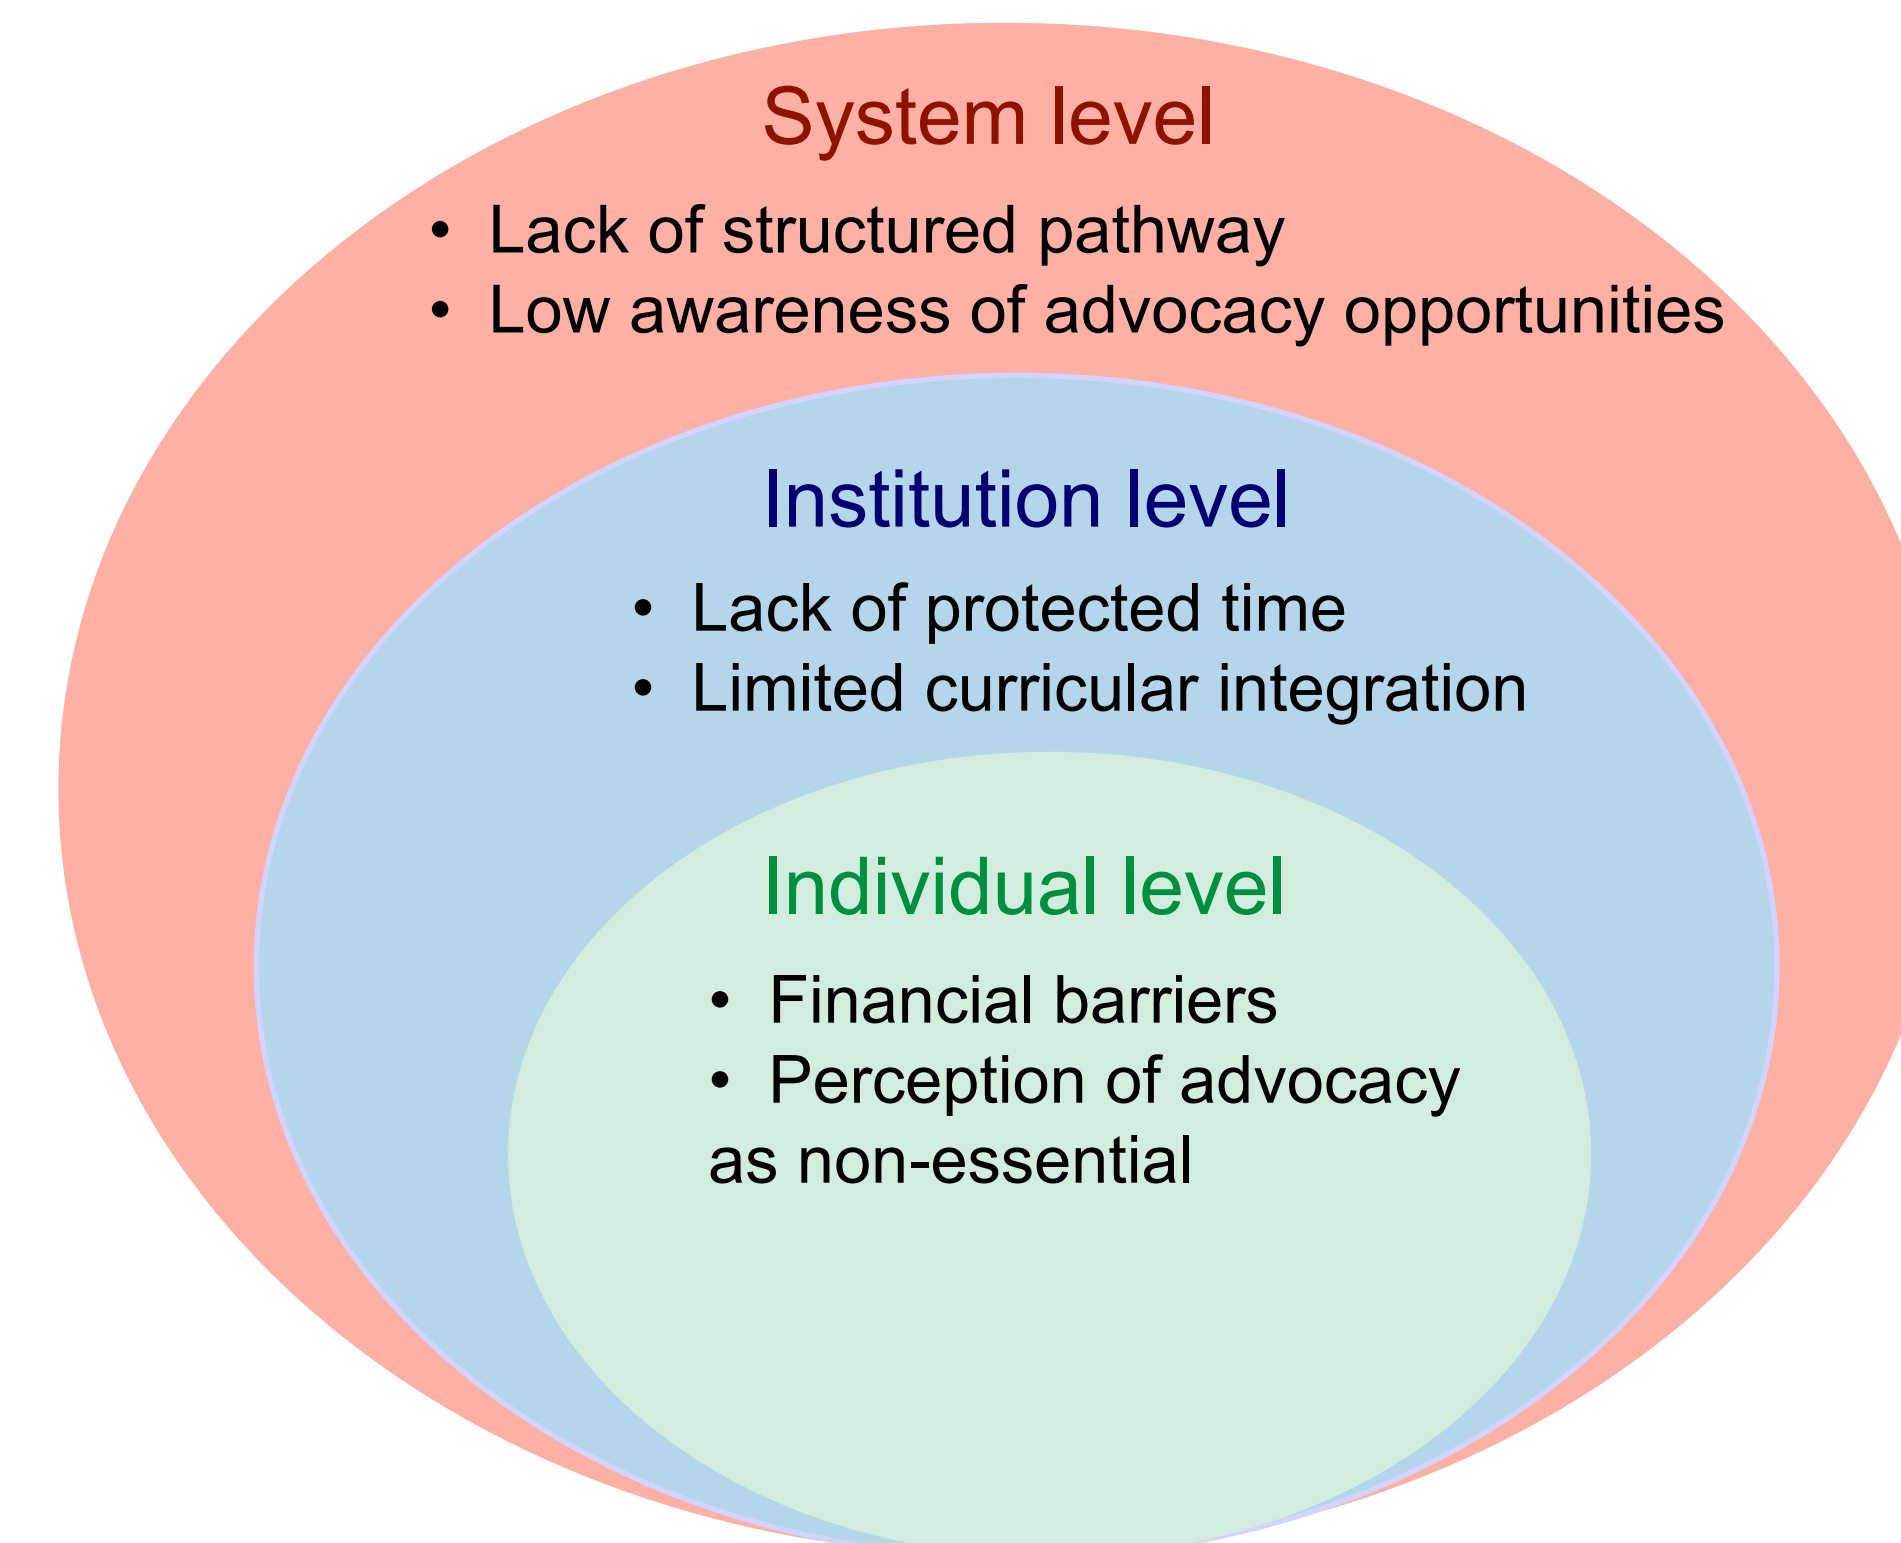 System level
• Lack of structured pathway
• Low awareness of advocacy opportunities
Institution level
• Lack of protected time
• Limited curricular integration
Individual level
• Financial barriers
• Perception of advocacy
as non-essential